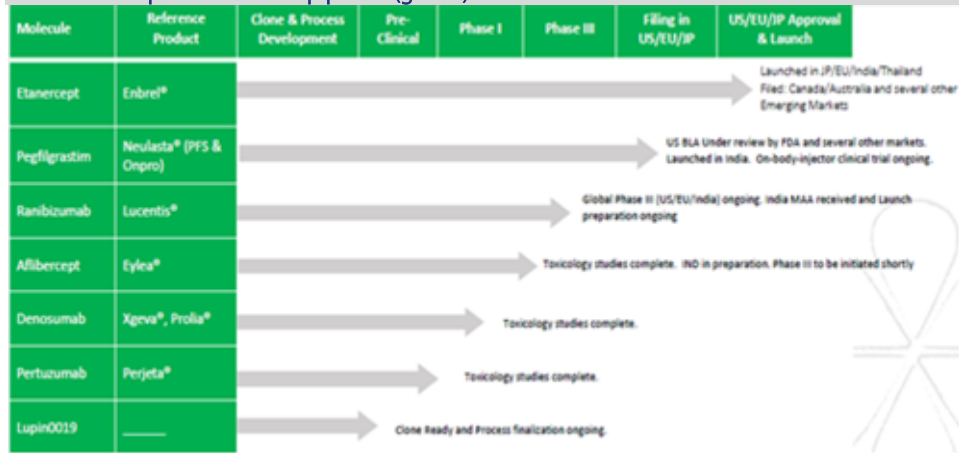 Molecule
Reference Product
Clone & Process Development
Pre-Clinical
Phase I
Phase III
Filing in US/EU/JP
US/EU/JP Approval & Launch
Etanercept
Enbrel®
Launched in JP/EU/India/Thailand
Filed: Canada/Australia and several other
Emerging Markets
Pegfilgrastim
Neulasta® (PFS &
Onpro)
US BLA Under review by FDA and several other markets.
Launched in India. On-body-injector clinical trial ongoing.
Ranibizumab
Lucentis®
Global Phase III (US/EU/India) ongoing. India MAA received and Launch
preparation ongoing
Aflibercept
Eylea®
Toxicology studies complete. IND in preparation. Phase III to be initiated shortly
Denosumab
Xgeva®, Prolia®
Toxicology studies complete.
Pertuzumab
Perjeta®
Toxicology studies complete.
Lupin0019
Clone Ready and Process finalization ongoing.